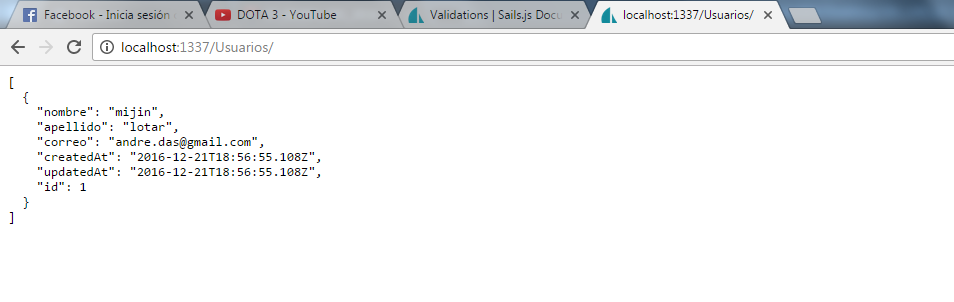 Facebook - Inicia sesión
DOTA 3 - YouTube
Validations | Sails.js Docu
localhost:1337/Usuarios/
localhost:1337/Usuarios/
[
{
"nombre": "mijin",
"apellido": "lotar",
"correo": "andre.das@gmail.com",
"createdAt": "2016-12-21T18:56:55.108Z",
"updatedAt": "2016-12-21T18:56:55.108Z",
"id": 1
}
]